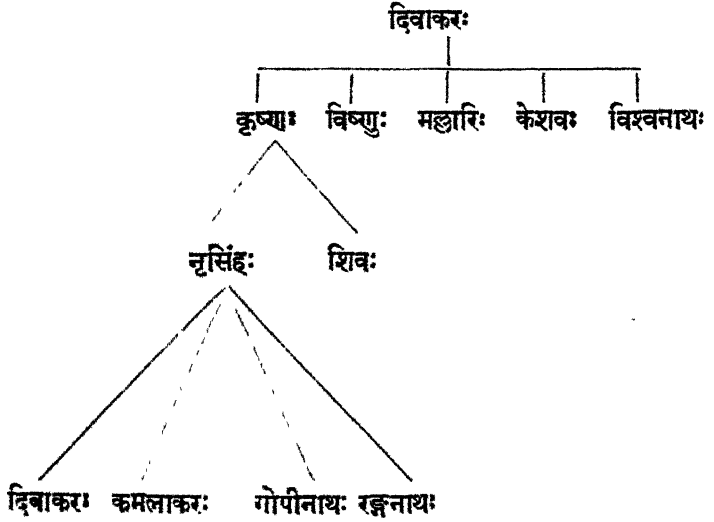 दिवाकरः
कृष्णः विष्णुः मल्लारिः केशवः विश्वनाथः
नृसिंहः शिवः
दिवाकरः कमलाकरः गोपीनाथः रङ्गनाथः